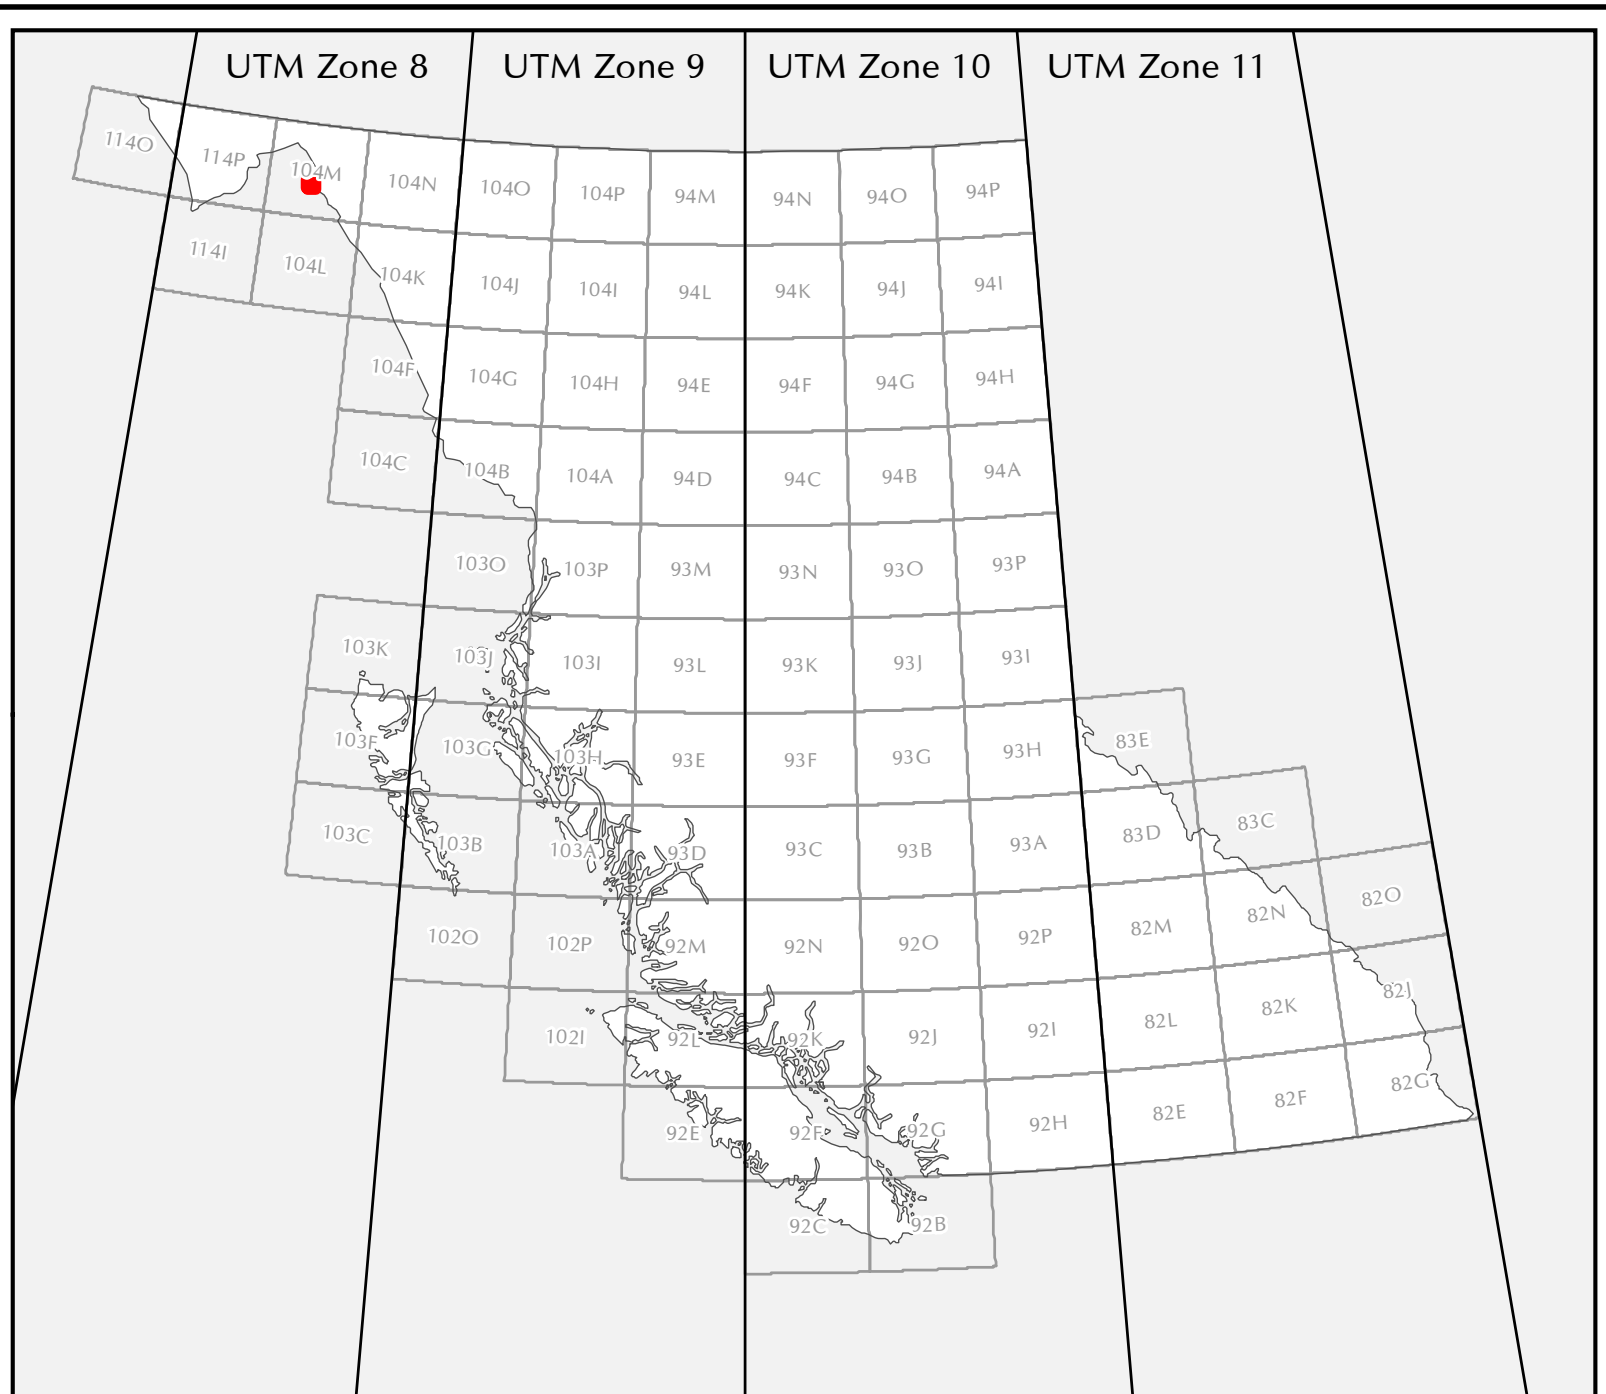 UTM Zone 8 UTM Zone 9 UTM Zone 10 UTM Zone 11
114O 114P 104M 104N 104O 104P 94M 94N 94O 94P
114I 104L 104K 104J 104I 94L 94K 94J 94I
104F 104G 104H 94E 94F 94G 94H
104C 104B 104A 94D 94C 94B 94A
103O 103P 93M 93N 93O 93P
103K 103J 103I 93L 93K 93J 93I
103F 103G 103H 93E 93F 93G 93H 83E
103C 103B 103A 93D 93C 93B 93A 83D 83C
102O 102P 92M 92N 92O 92P 82M 82N 82O
102I 92L 92K 92J 92I 82L 82K 82J
92E 92F 92G 92H 82E 82F 82G
92C 92B